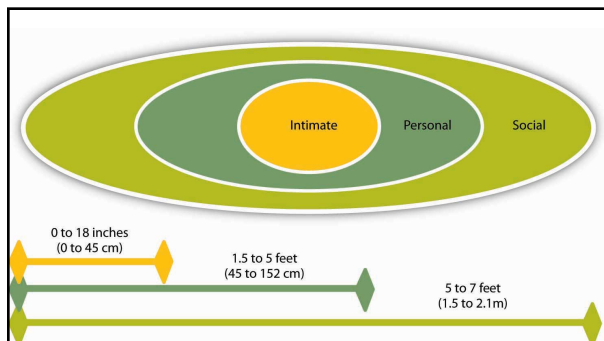 Intimate
Personal
Social
0 to 18 inches
(0 to 45 cm)
1.5 to 5 feet
(45 to 152 cm)
5 to 7 feet
(1.5 to 2.1m)